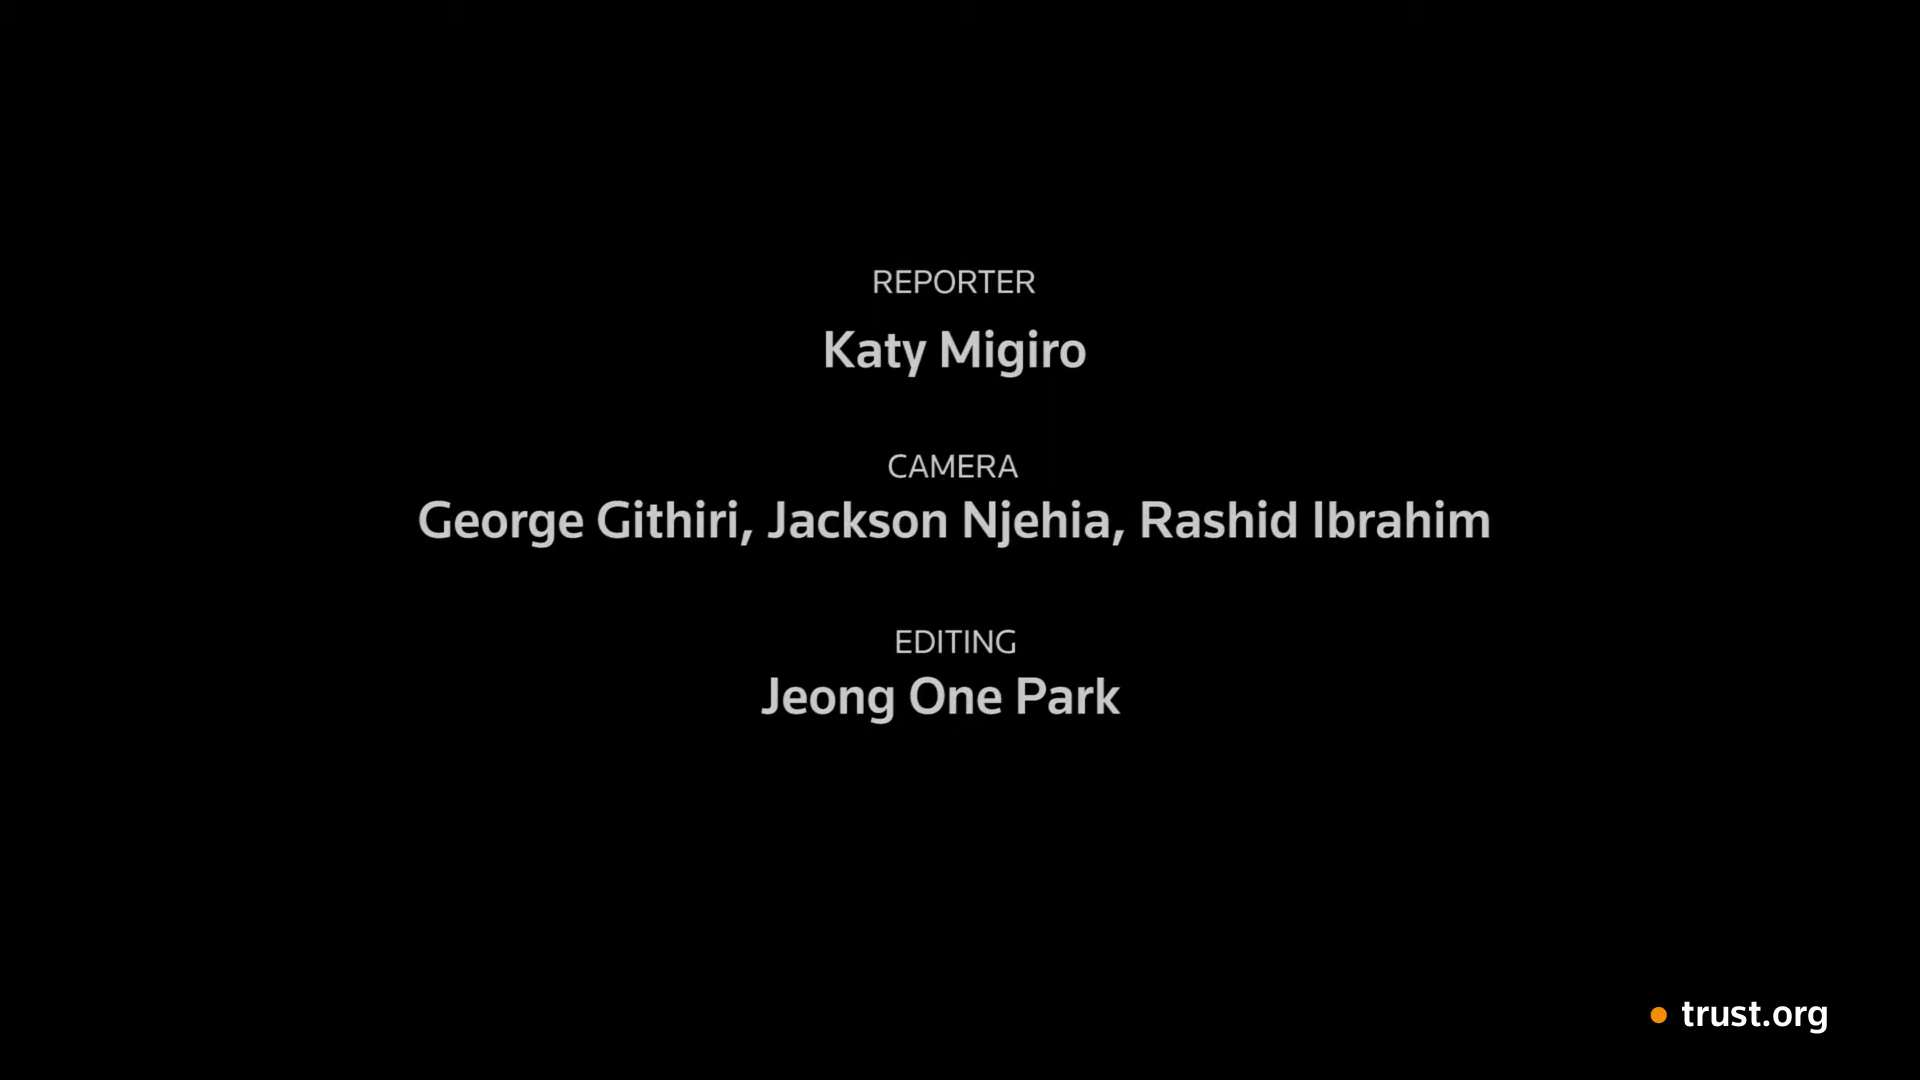 REPORTER
Katy Migiro
CAMERA
George Githiri, Jackson Njehia, Rashid Ibrahim
EDITING
Jeong One Park
trust.org